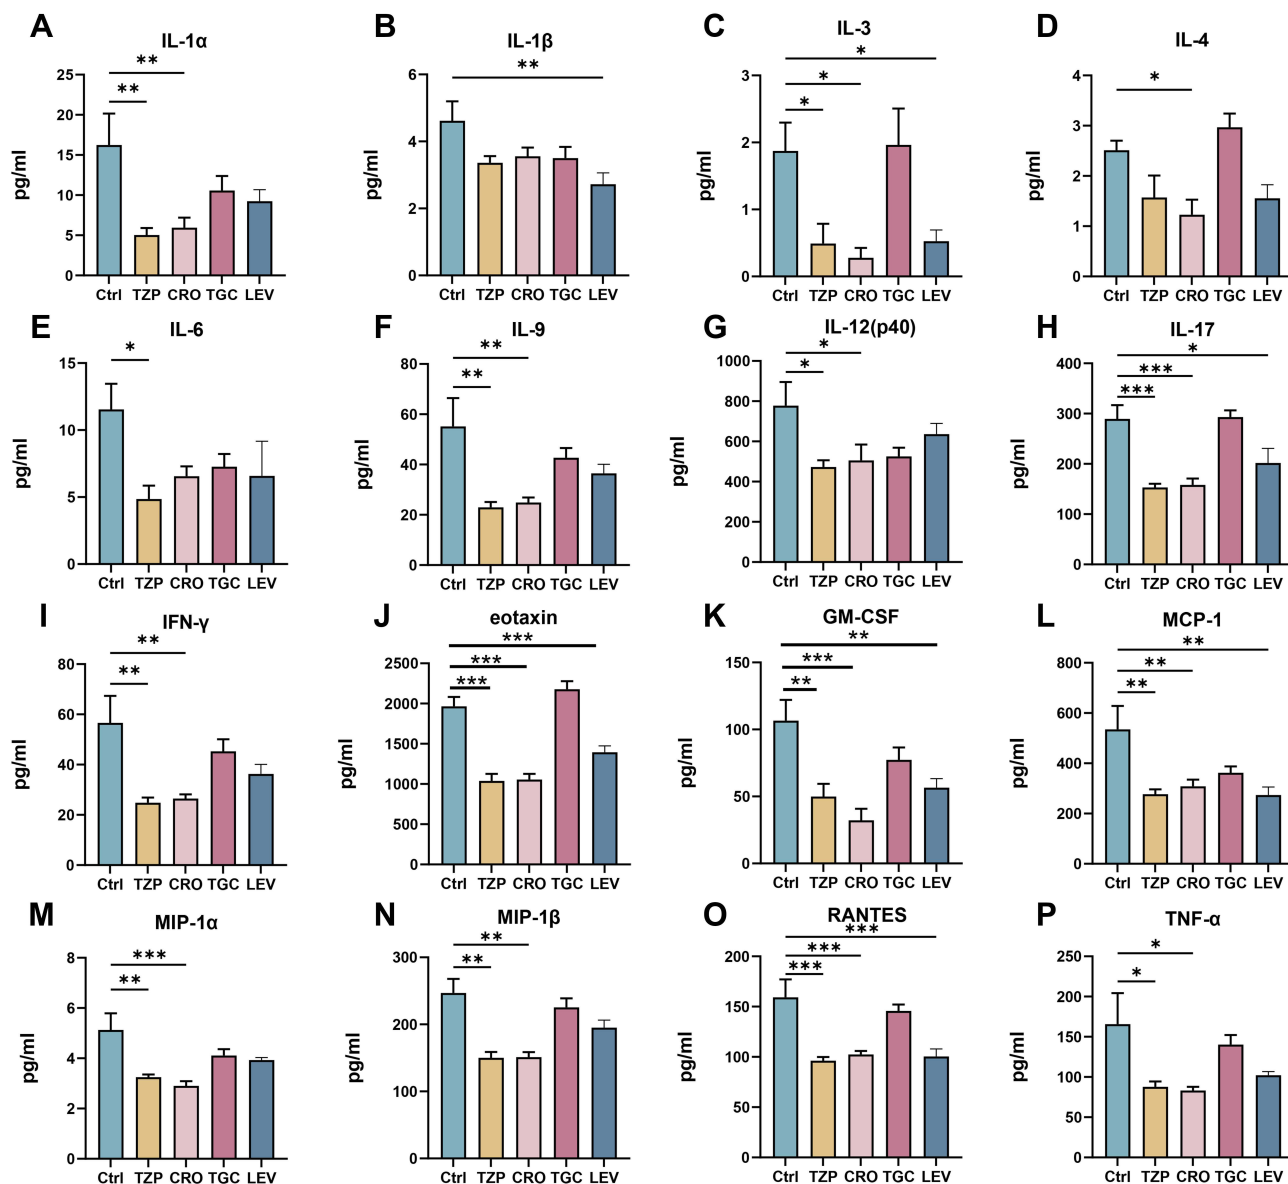 A
IL-1α
**
**
pg/ml
25
20
15
10
5
0
Ctrl TZP CRO TGC LEV
B
IL-1β
**
pg/ml
6
4
2
0
Ctrl TZP CRO TGC LEV
C
IL-3
*
*
*
pg/ml
3
2
1
0
Ctrl TZP CRO TGC LEV
D
IL-4
*
pg/ml
4
3
2
1
0
Ctrl TZP CRO TGC LEV
E
IL-6
*
pg/ml
15
10
5
0
Ctrl TZP CRO TGC LEV
F
IL-9
**
**
pg/ml
80
60
40
20
0
Ctrl TZP CRO TGC LEV
G
IL-12(p40)
*
*
pg/ml
1000
800
600
400
200
0
Ctrl TZP CRO TGC LEV
H
IL-17
*
***
***
pg/ml
400
300
200
100
0
Ctrl TZP CRO TGC LEV
I
IFN-γ
**
**
pg/ml
80
60
40
20
0
Ctrl TZP CRO TGC LEV
J
eotaxin
***
***
***
pg/ml
2500
2000
1500
1000
500
0
Ctrl TZP CRO TGC LEV
K
GM-CSF
**
***
**
pg/ml
150
100
50
0
Ctrl TZP CRO TGC LEV
L
MCP-1
**
**
**
pg/ml
800
600
400
200
0
Ctrl TZP CRO TGC LEV
M
MIP-1α
***
**
pg/ml
8
6
4
2
0
Ctrl TZP CRO TGC LEV
N
MIP-1β
**
**
pg/ml
300
200
100
0
Ctrl TZP CRO TGC LEV
O
RANTES
***
***
***
pg/ml
200
150
100
50
0
Ctrl TZP CRO TGC LEV
P
TNF-α
*
*
pg/ml
250
200
150
100
50
0
Ctrl TZP CRO TGC LEV